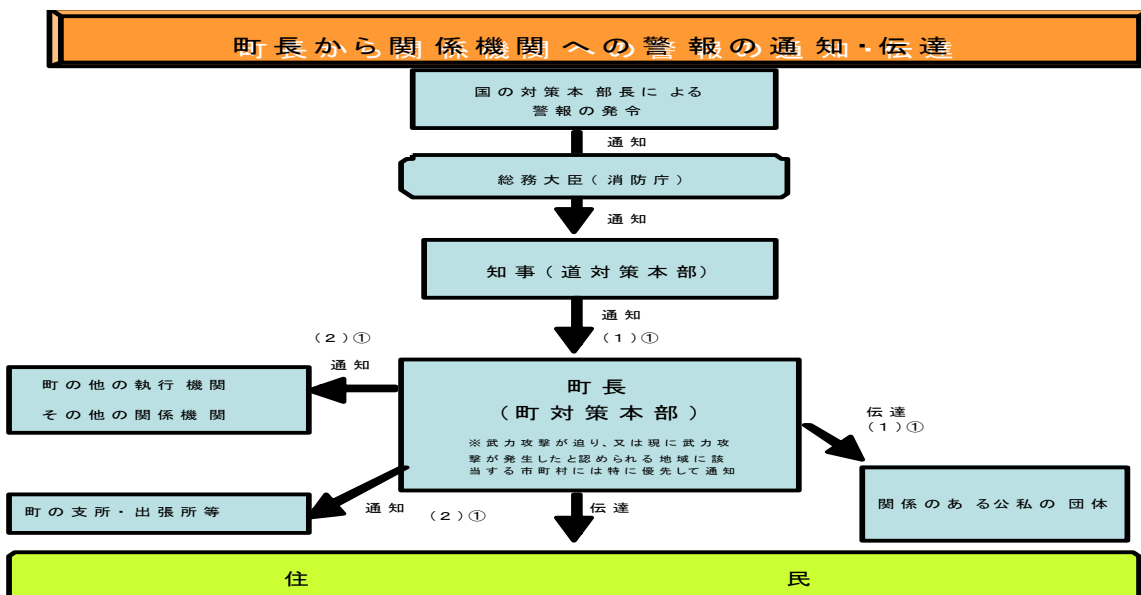 町長から関係機関への警報の通知・伝達
国の対策本部長による
警報の発令
通知
総務大臣(消防庁)
通知
知事(道対策本部)
通知
(2)①
(1)①
通知
町の他の執行機関
その他の関係機関
町長
(町対策本部)
※武力攻撃が迫り、又は現に武力攻
撃が発生したと認められる地域に該
当する市町村には特に優先して通知
伝達
(1)①
町の支所・出張所等
通知
(2)①
伝達
関係のある公私の団体
住民